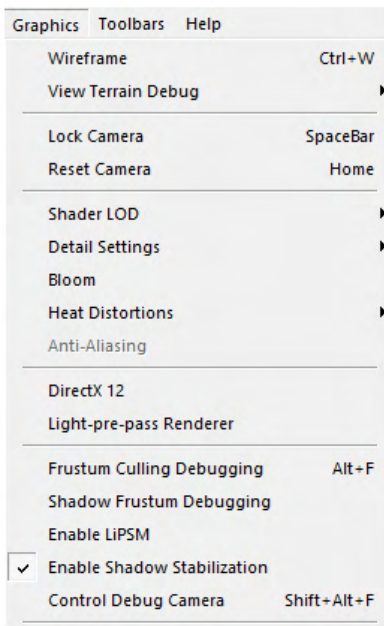 Graphics Toolbars Help
Wireframe Ctrl+W
View Terrain Debug
Lock Camera SpaceBar
Reset Camera Home
Shader LOD
Detail Settings
Bloom
Heat Distortions
Anti-Aliasing
DirectX 12
Light-pre-pass Renderer
Frustum Culling Debugging Alt+F
Shadow Frustum Debugging
Enable LiPSM
Enable Shadow Stabilization
Control Debug Camera Shift+Alt+F